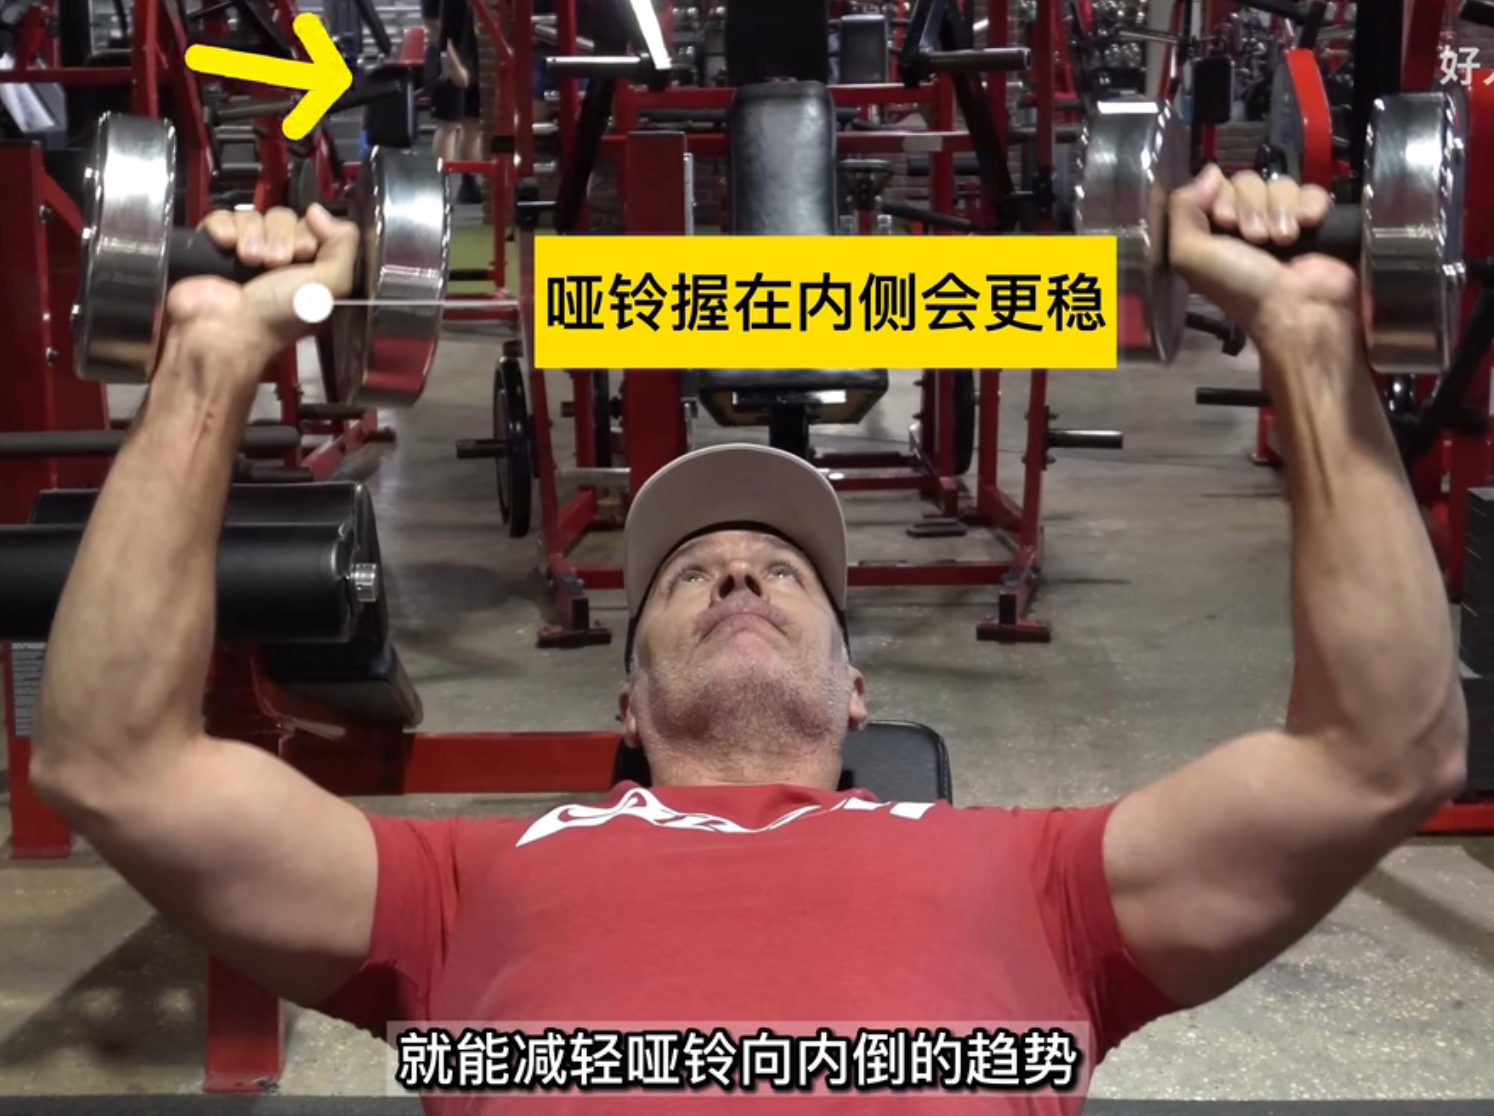 好
哑铃握在内侧会更稳
就能减轻哑铃向内倒的趋势